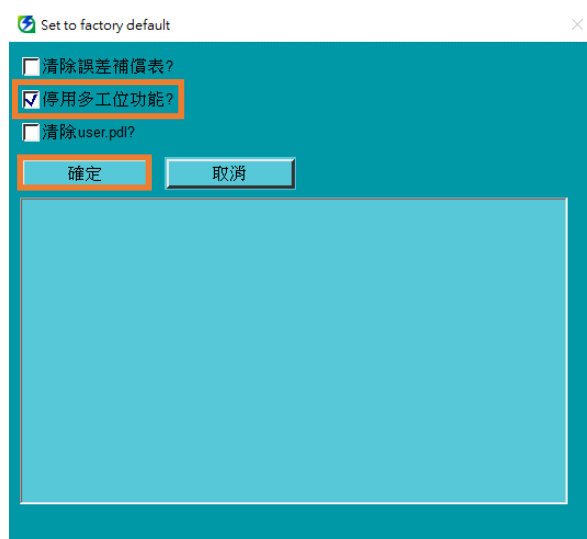 Set to factory default
清除誤差補償表?
停用多工位功能?
清除user.pdl?
確定 取消